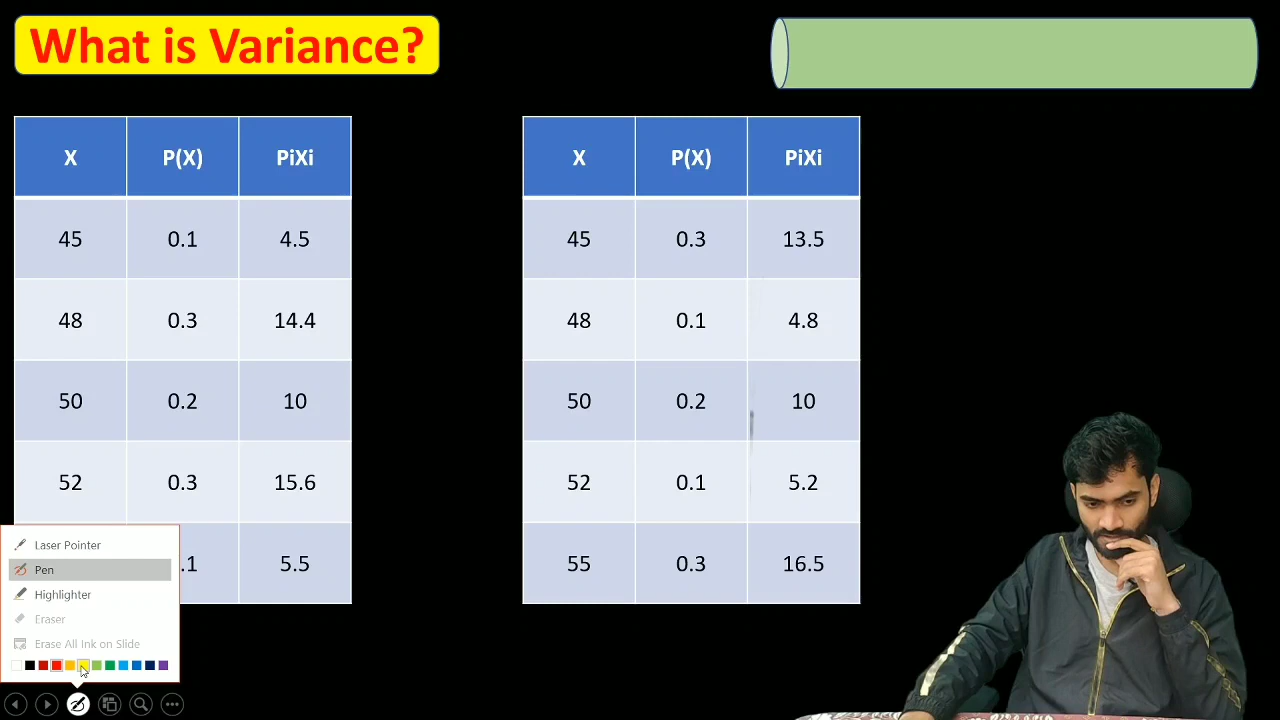 What is Variance?
X P(X) PiXi
45 0.1 4.5
48 0.3 14.4
50 0.2 10
52 0.3 15.6
.1 5.5
X P(X) PiXi
45 0.3 13.5
48 0.1 4.8
50 0.2 10
52 0.1 5.2
55 0.3 16.5
Laser Pointer
Pen
Highlighter
Eraser
Erase All Ink on Slide